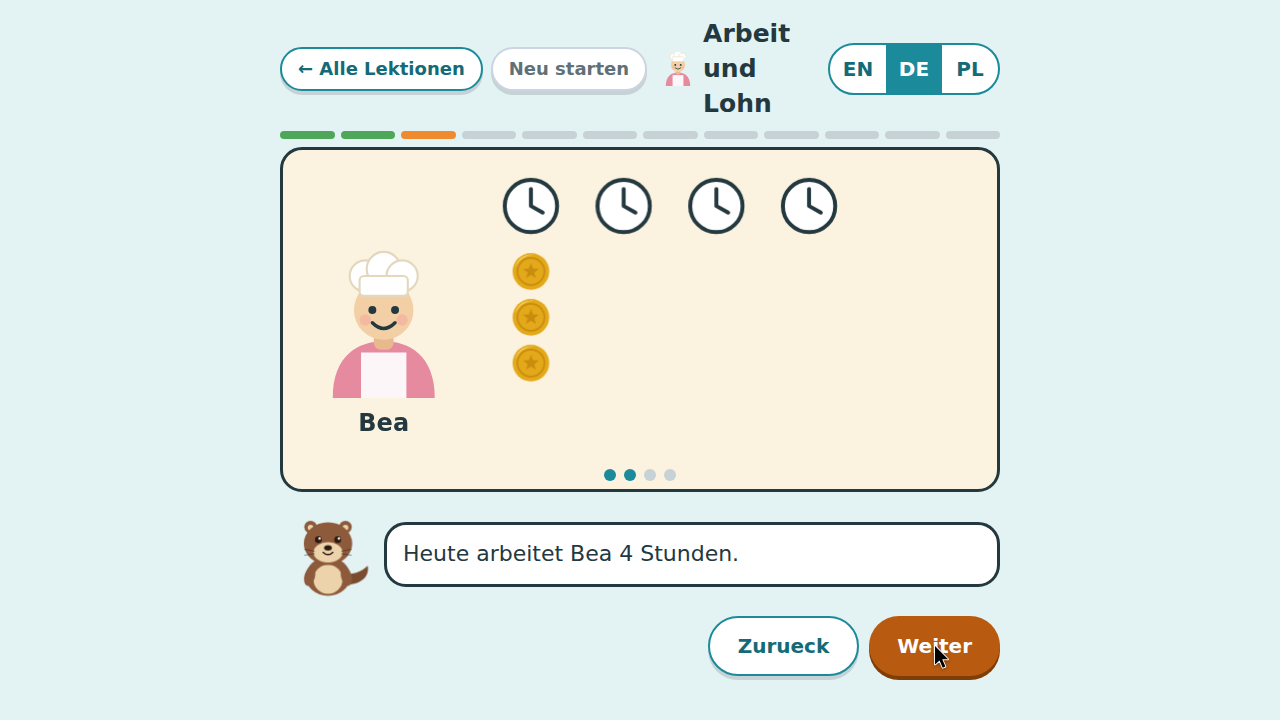 ← Alle Lektionen
Neu starten
Arbeit
und
Lohn
EN DE PL
Bea
Heute arbeitet Bea 4 Stunden.
Zurueck
Weiter